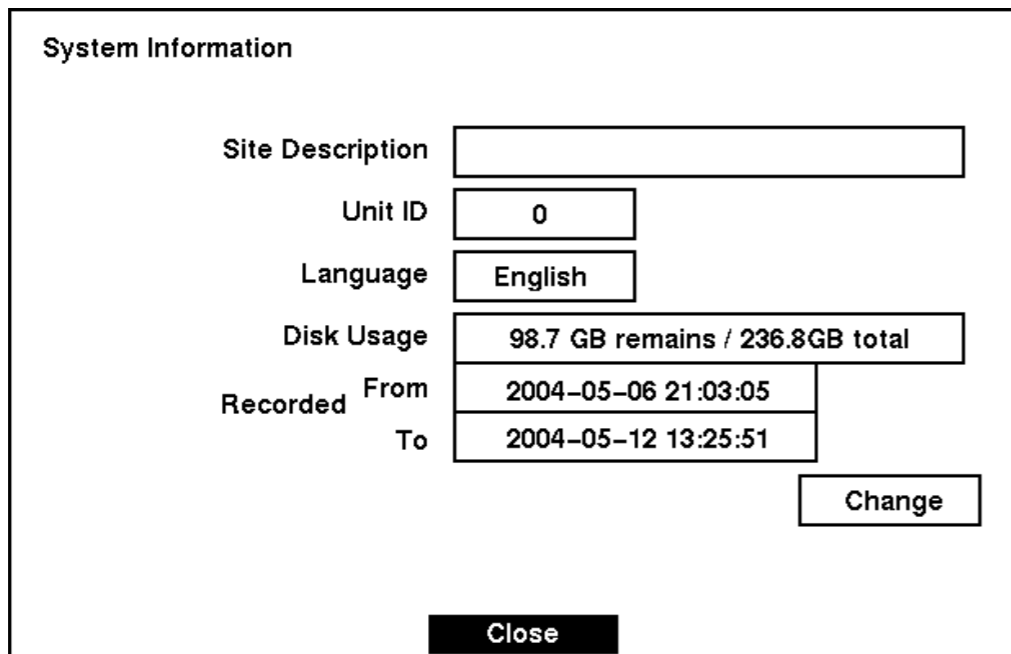 System Information
Site Description
Unit ID 0
Language English
Disk Usage 98.7 GB remains / 236.8GB total
Recorded From 2004-05-06 21:03:05
To 2004-05-12 13:25:51
Change
Close